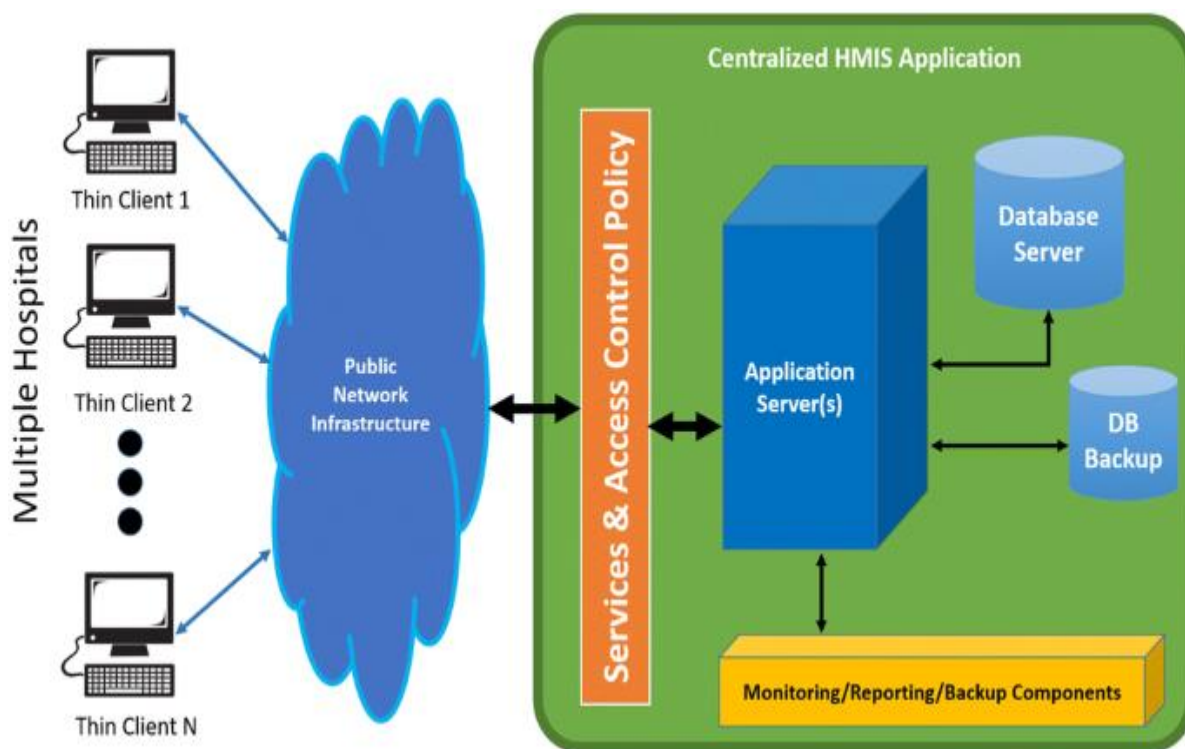 Multiple Hospitals
Thin Client 1
Thin Client 2
Thin Client N
Public
Network
Infrastructure
Centralized HMIS Application
Services & Access Control Policy
Application
Server(s)
Database
Server
DB
Backup
Monitoring/Reporting/Backup Components